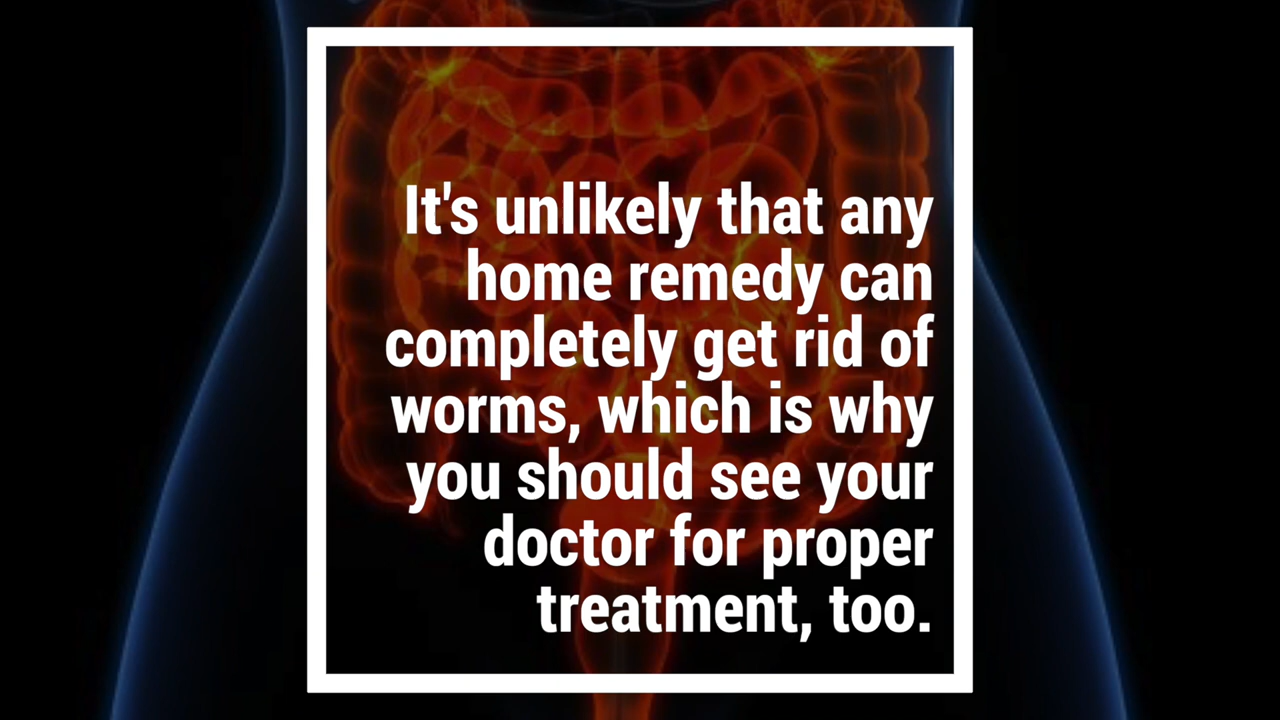 It's unlikely that any
home remedy can
completely get rid of
worms, which is why
you should see your
doctor for proper
treatment, too.